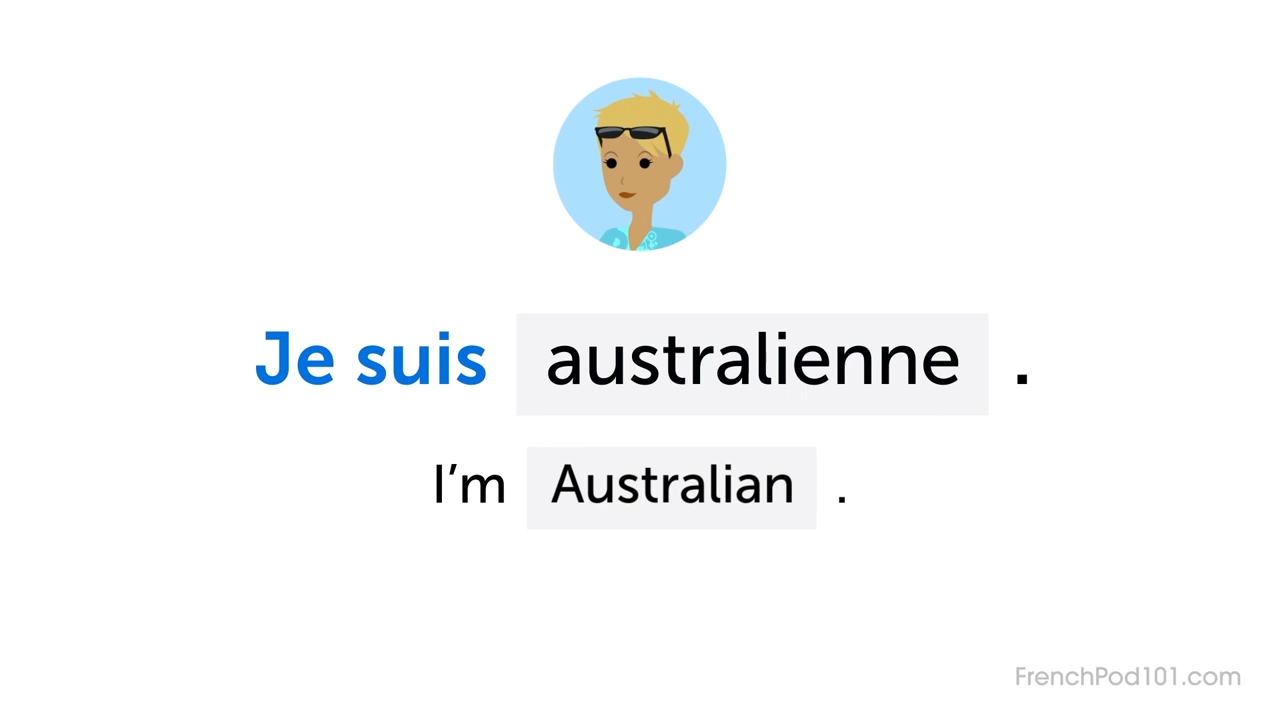 Je suis australienne .
I’m Australian .
FrenchPod101.com